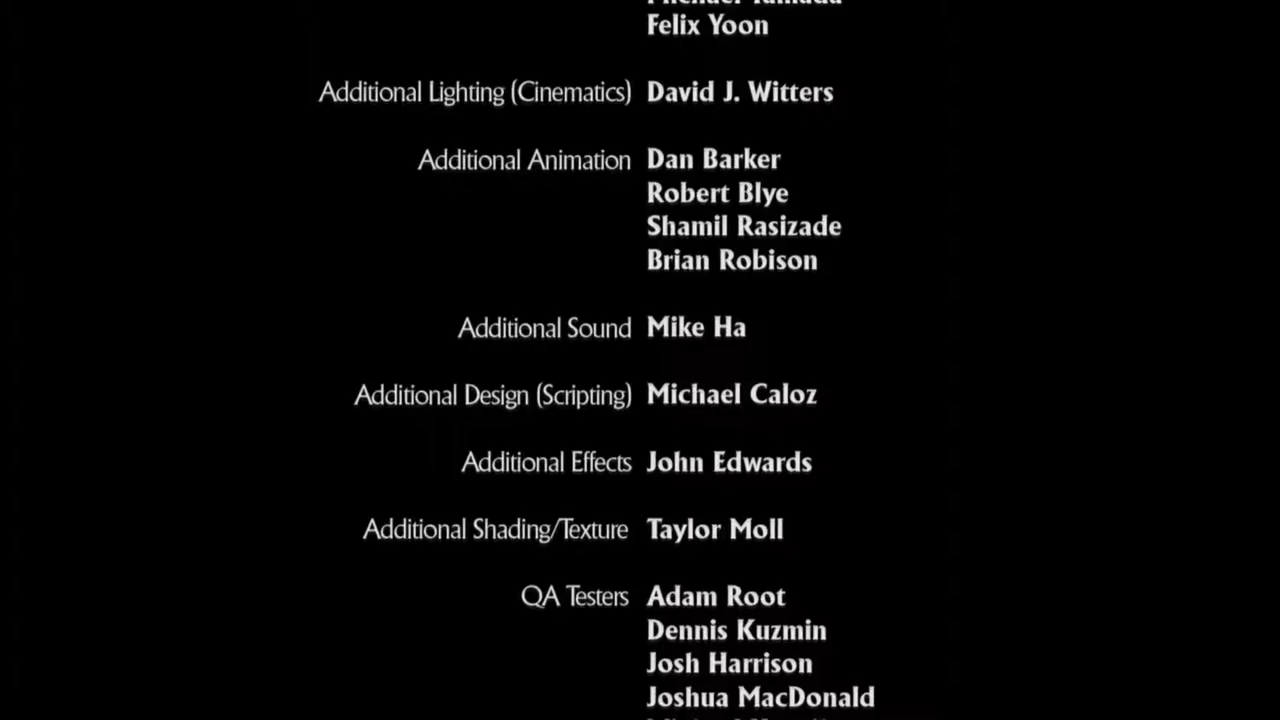 Felix Yoon
Additional Lighting (Cinematics) David J. Witters
Additional Animation Dan Barker
Robert Blye
Shamil Rasizade
Brian Robison
Additional Sound Mike Ha
Additional Design (Scripting) Michael Caloz
Additional Effects John Edwards
Additional Shading/Texture Taylor Moll
QA Testers Adam Root
Dennis Kuzmin
Josh Harrison
Joshua MacDonald